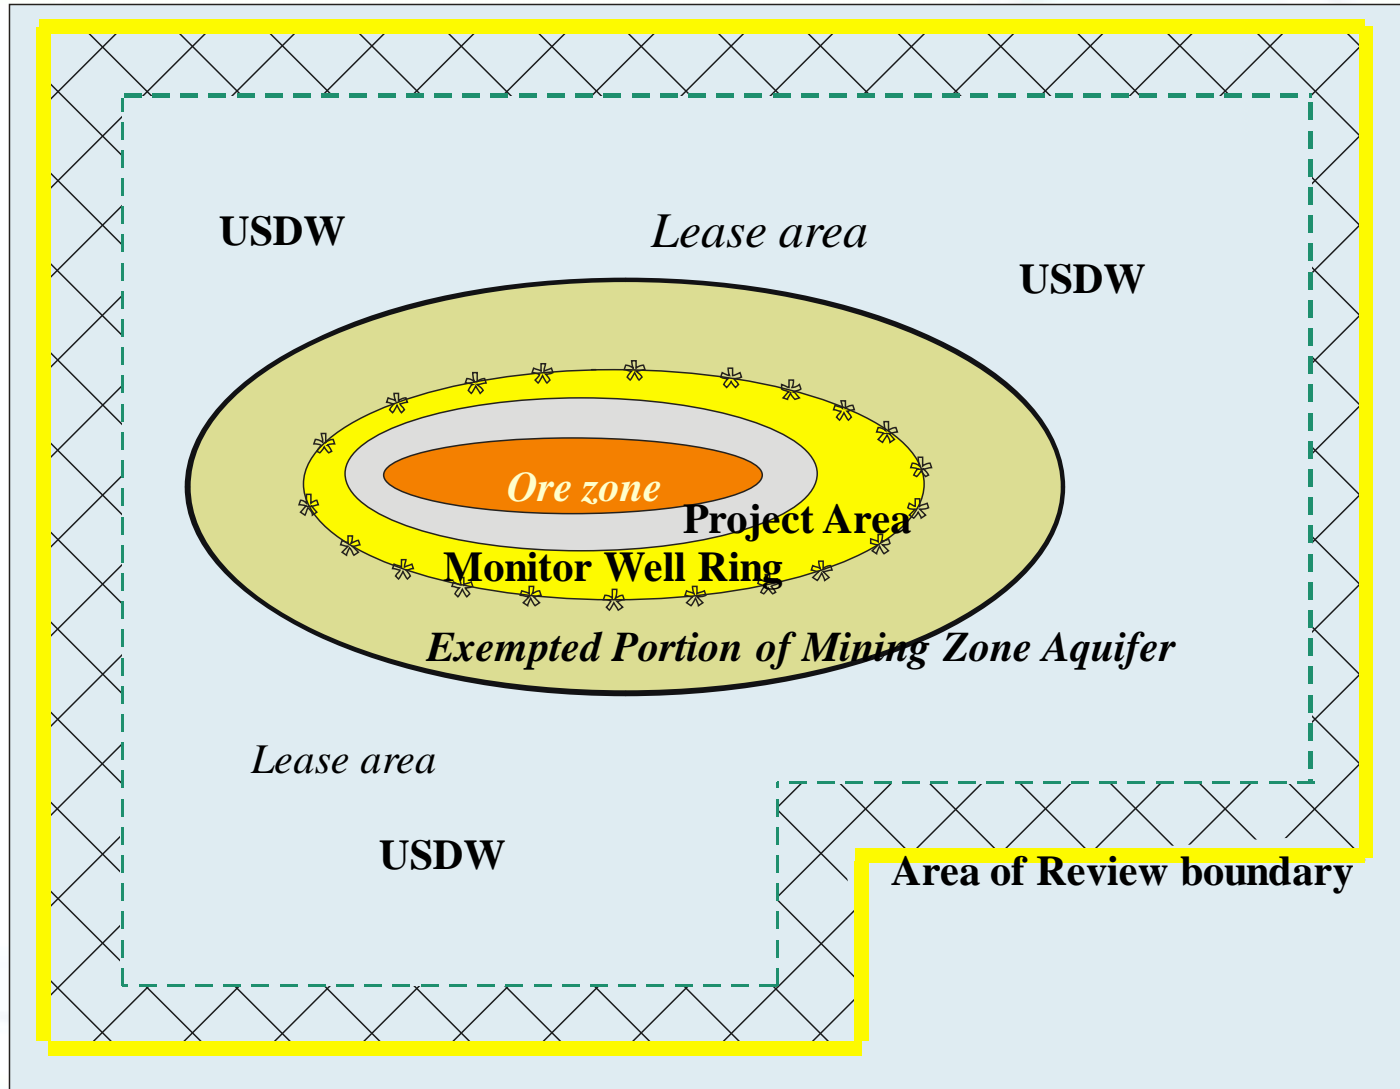 USDW
Lease area
USDW
Ore zone
Project Area
Monitor Well Ring
Exempted Portion of Mining Zone Aquifer
Lease area
USDW
Area of Review boundary